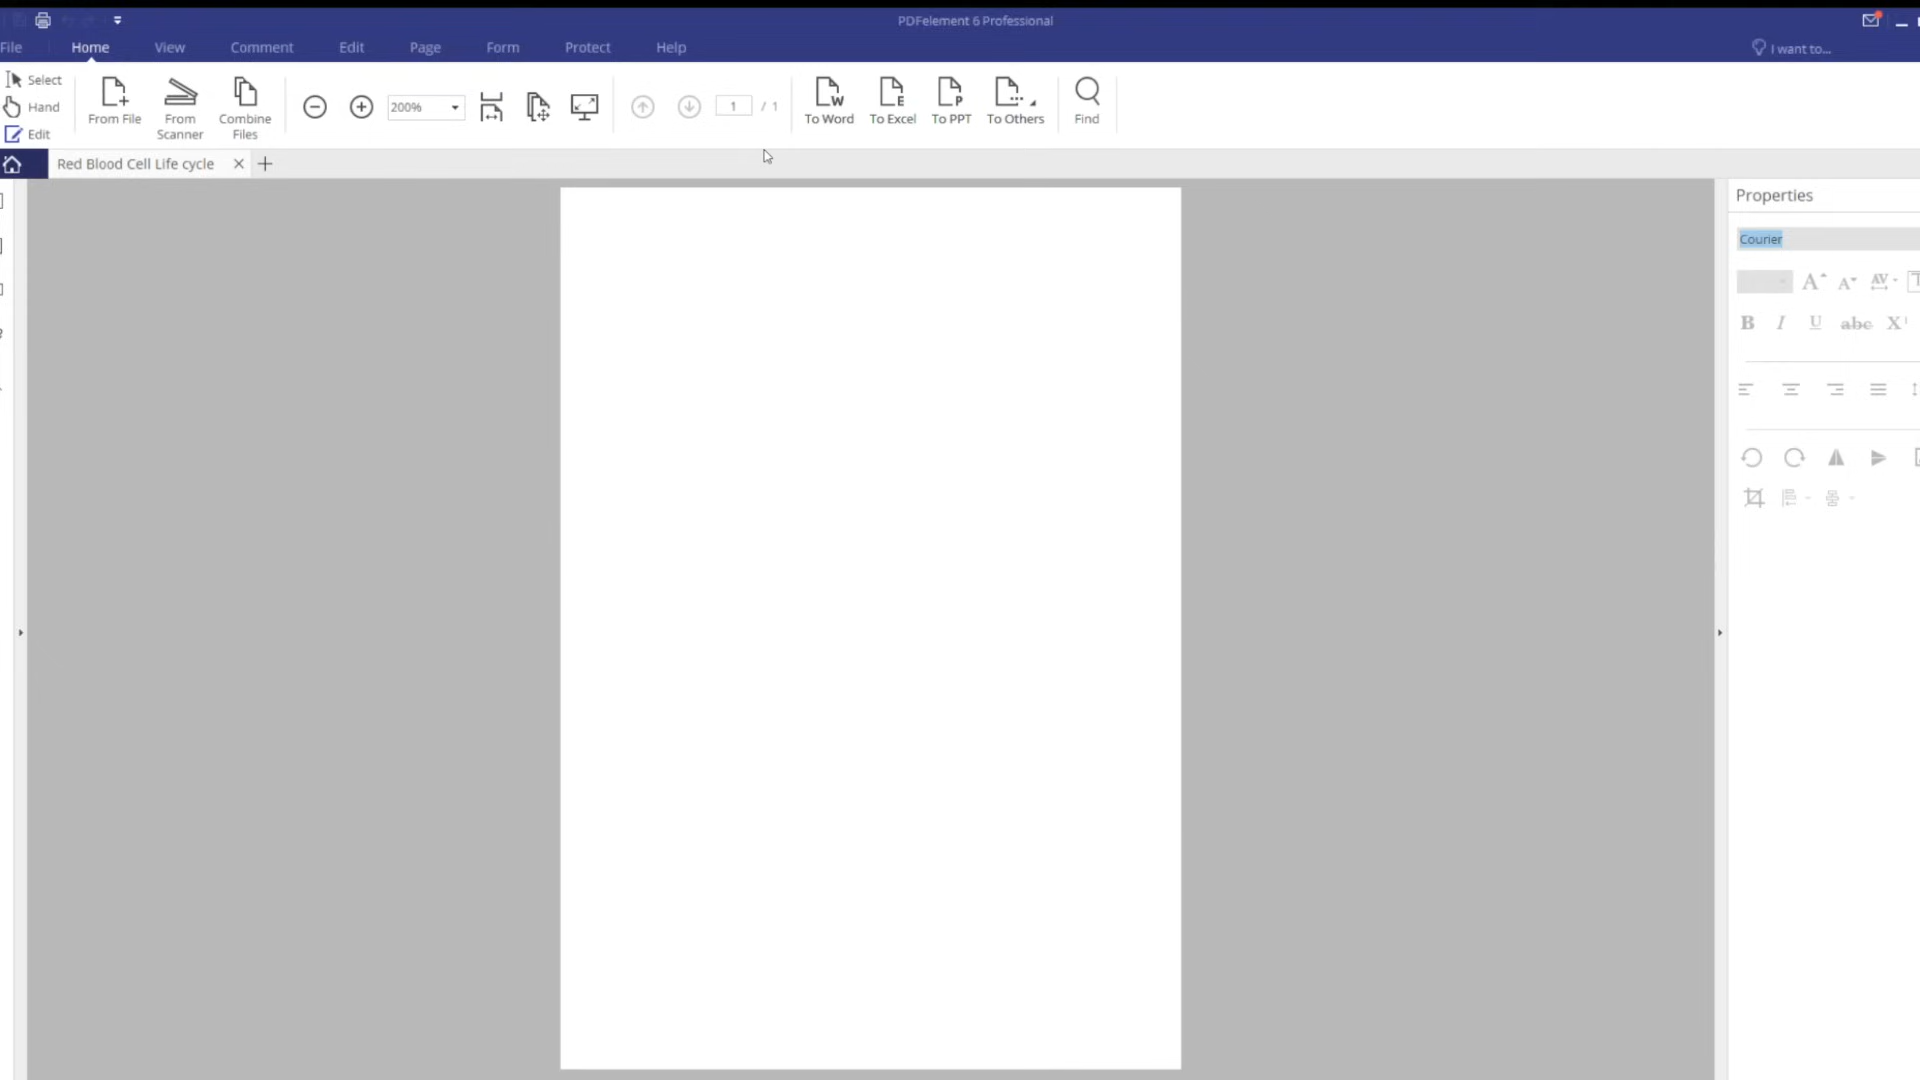 PDFelement 6 Professional
File Home View Comment Edit Page Form Protect Help I want to...
Select
Hand
Edit
From File
From Scanner
Combine Files
200%
1 / 1
To Word
To Excel
To PPT
To Others
Find
Red Blood Cell Life cycle
Properties
Courier